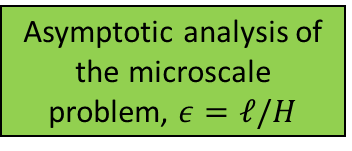 Asymptotic analysis of
the microscale
problem, 𝜖 = ℓ/𝐻